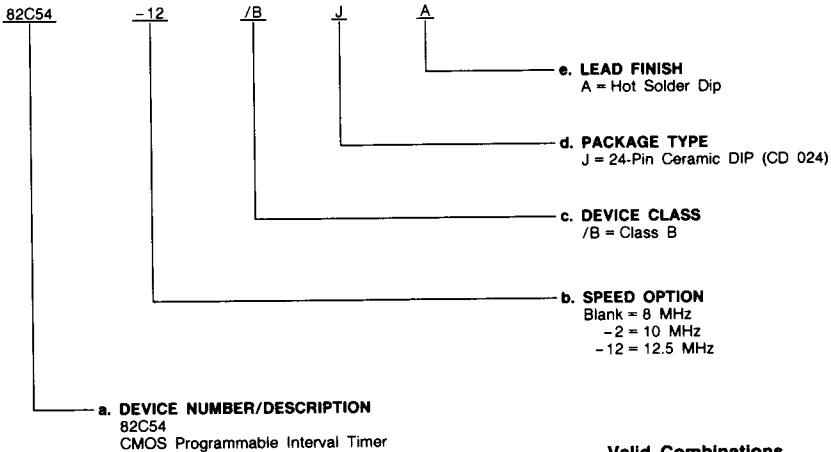 82C54 -12 /B J A
e. LEAD FINISH
A = Hot Solder Dip
d. PACKAGE TYPE
J = 24-Pin Ceramic DIP (CD 024)
c. DEVICE CLASS
/B = Class B
b. SPEED OPTION
Blank = 8 MHz
-2 = 10 MHz
-12 = 12.5 MHz
a. DEVICE NUMBER/DESCRIPTION
82C54
CMOS Programmable Interval Timer
Valid Combinations